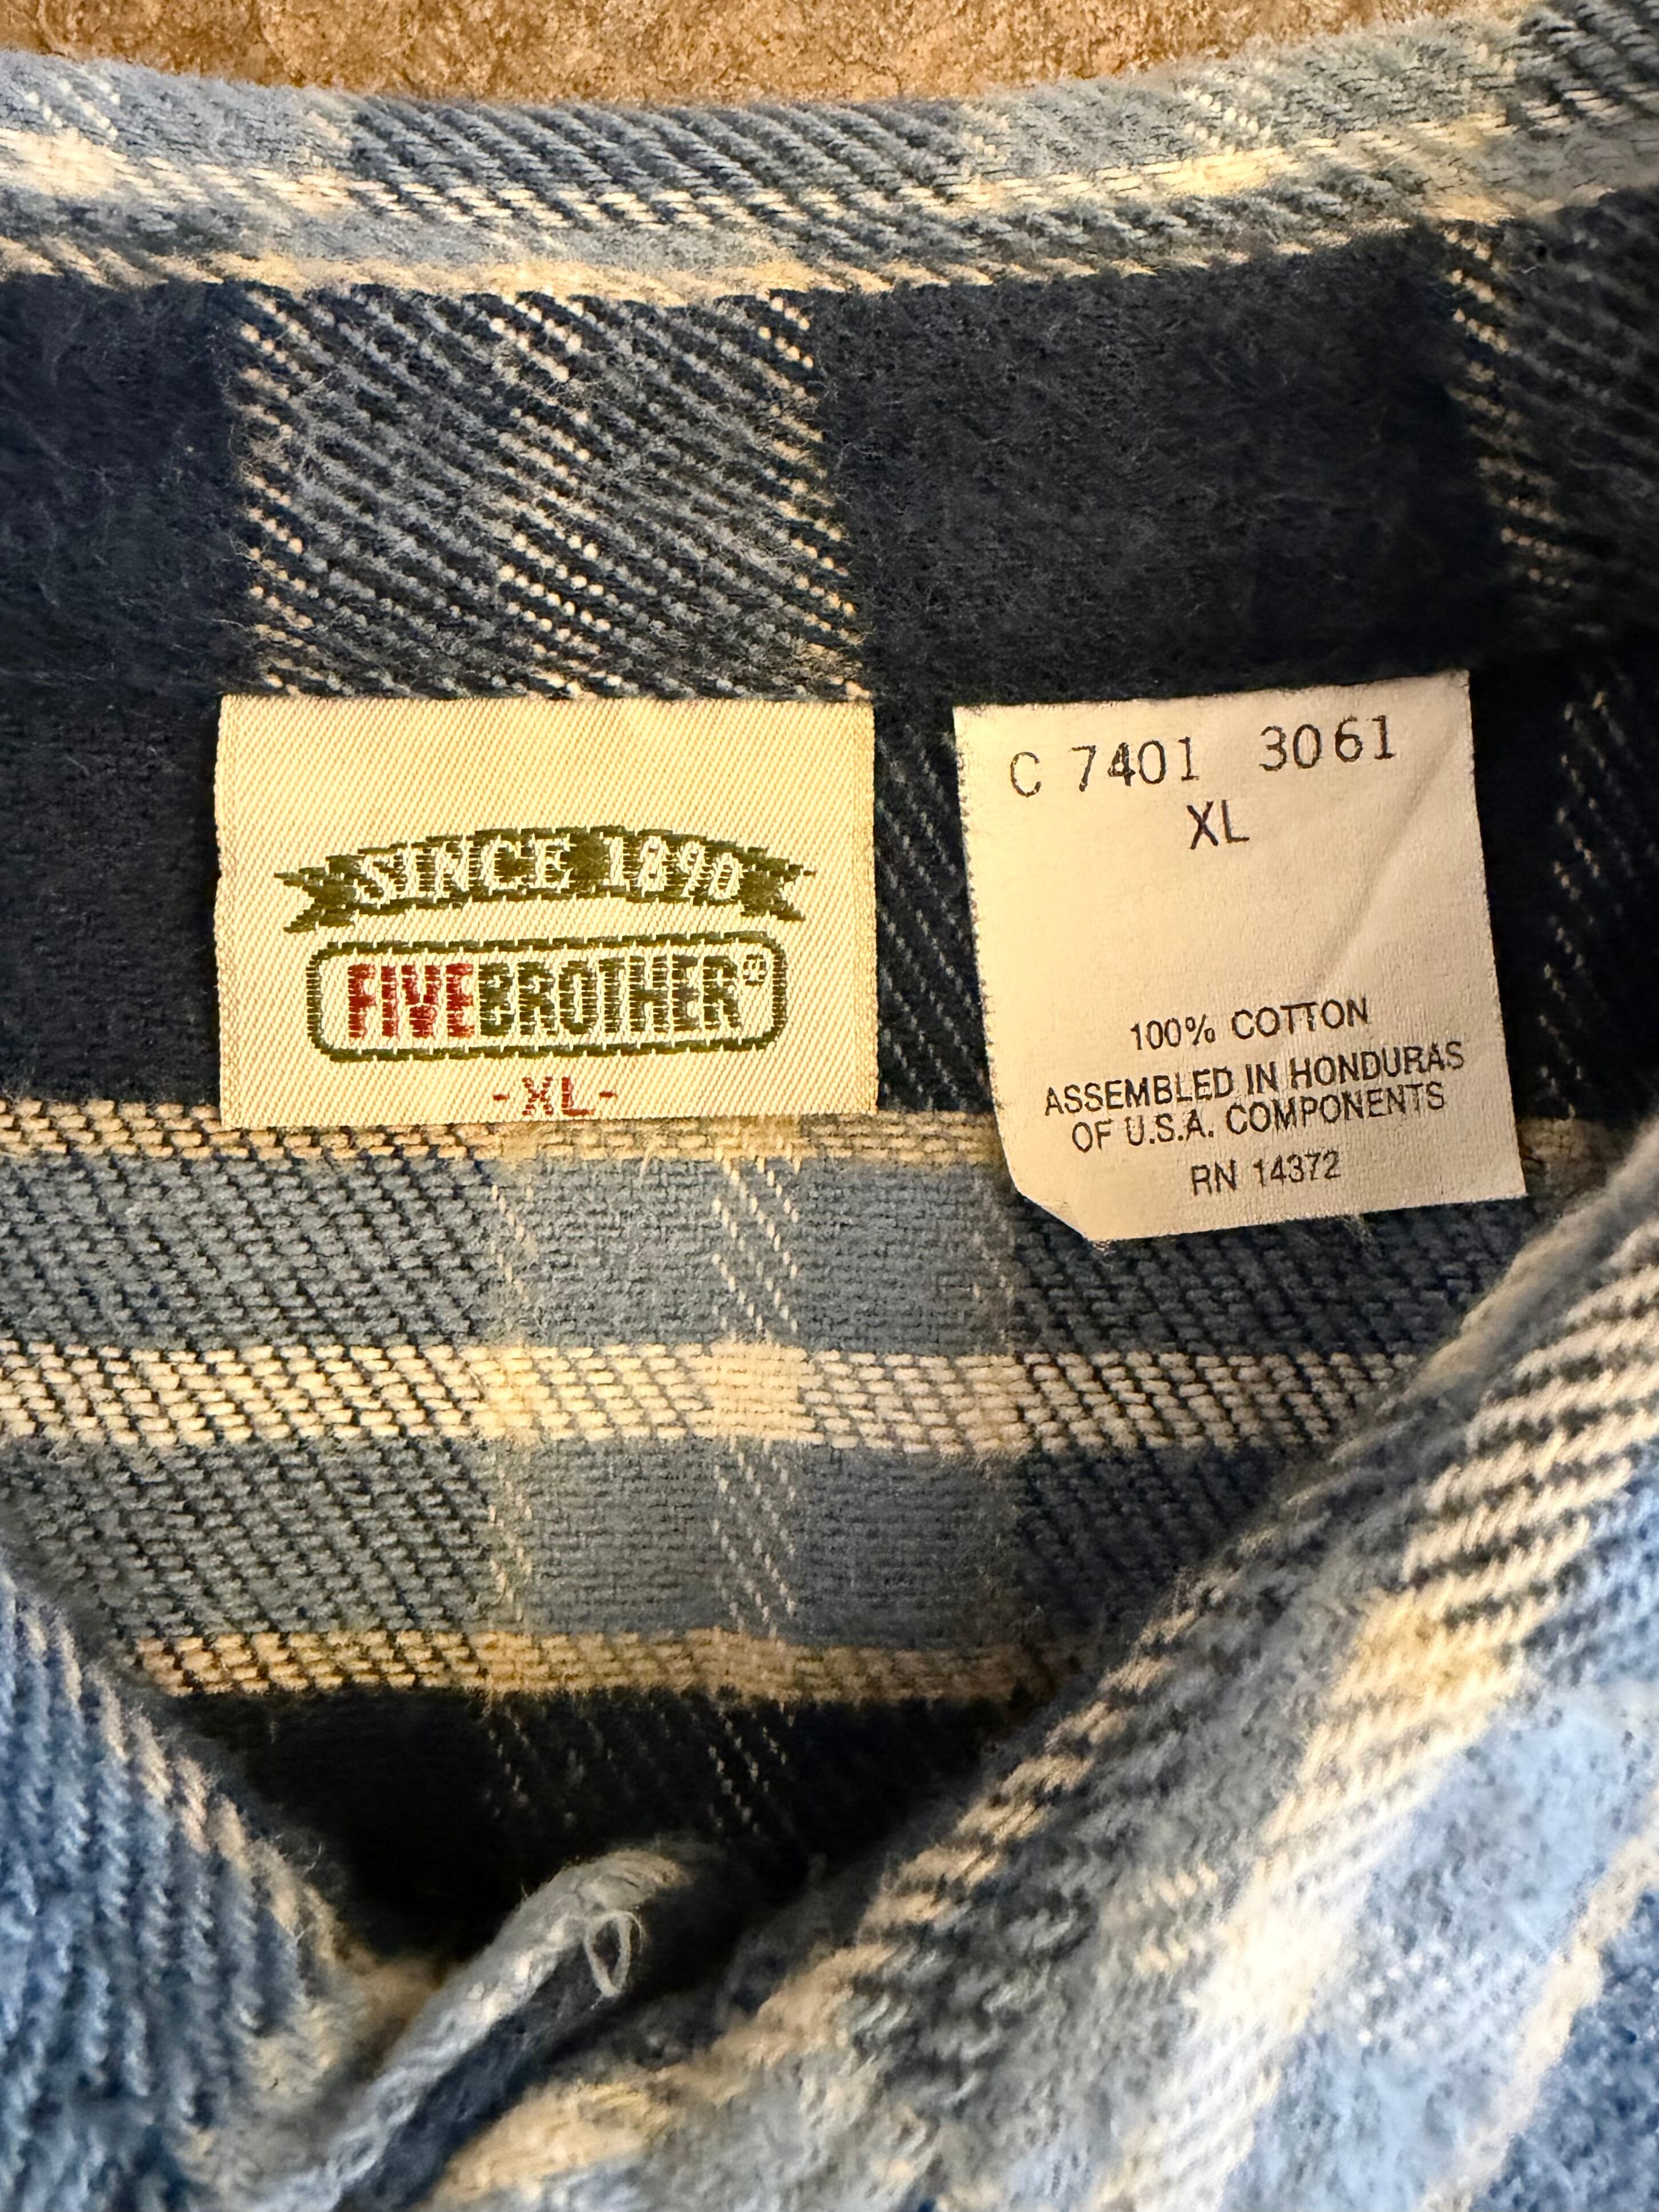 SINCE 1890
FIVEBROTHER®
-XL-
C 7401 3061
XL
100% COTTON
ASSEMBLED IN HONDURAS
OF U.S.A. COMPONENTS
RN 14372